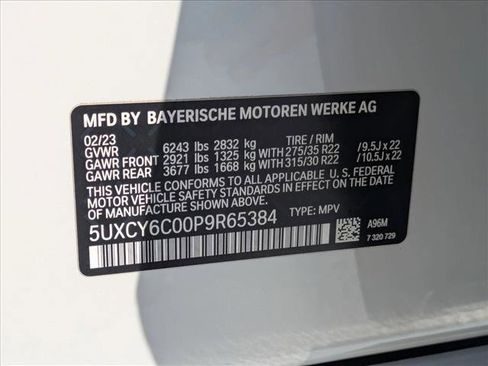 MFD BY BAYERISCHE MOTOREN WERKE AG
02/23
GVWR 6243 lbs 2832 kg TIRE / RIM
GAWR FRONT 2921 lbs 1325 kg WITH 275/35 R22 /9.5J x 22
GAWR REAR 3677 lbs 1668 kg WITH 315/30 R22 /10.5J x 22
THIS VEHICLE CONFORMS TO ALL APPLICABLE U. S. FEDERAL
MOTOR VEHICLE SAFETY STANDARDS IN EFFECT ON THE
DATE OF MANUFACTURE SHOWN ABOVE.
5UXCY6C00P9R65384 TYPE: MPV
A96M
7 320 729